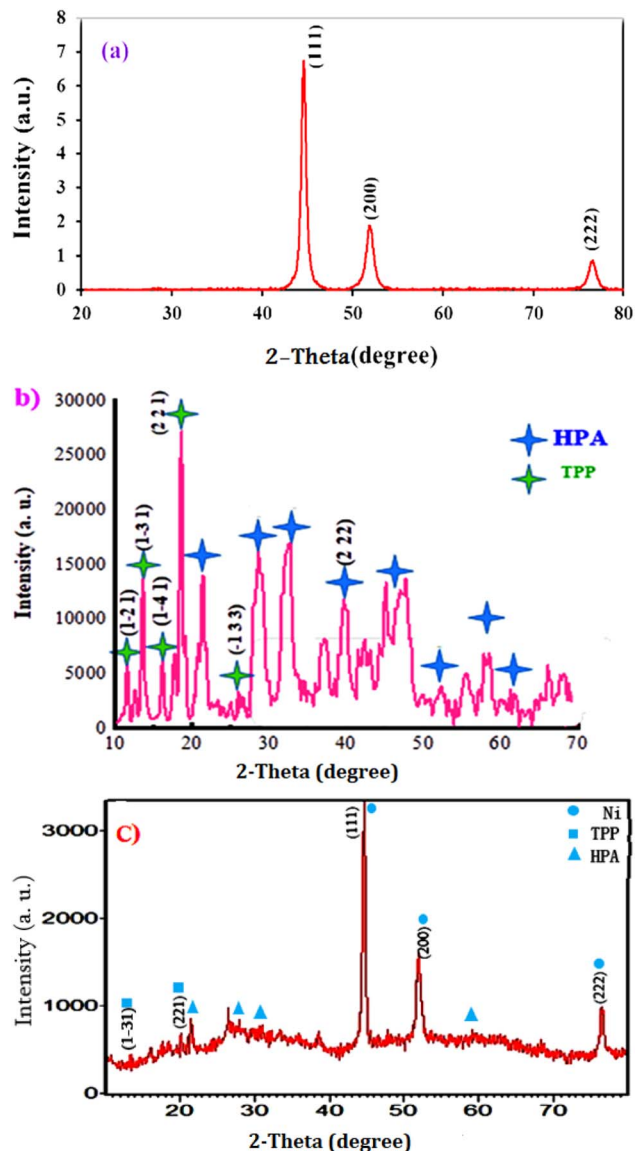 (a)
8
7
6
5
4
3
2
1
0
Intensity (a.u.)
(111)
(200)
(222)
20 30 40 50 60 70 80
2-Theta(degree)
b)
30000
25000
20000
15000
10000
5000
0
Intensity (a. u.)
(1-2 1)
(1-3 1)
(1-4 1)
(2 2 1)
(-1 3 3)
(2 22)
HPA
TPP
10 20 30 40 50 60 70
2-Theta (degree)
C)
3000
2000
1000
0
Intensity (a. u.)
(1-31)
(221)
(111)
(200)
(222)
Ni
TPP
HPA
20 30 40 50 60 70
2-Theta (degree)